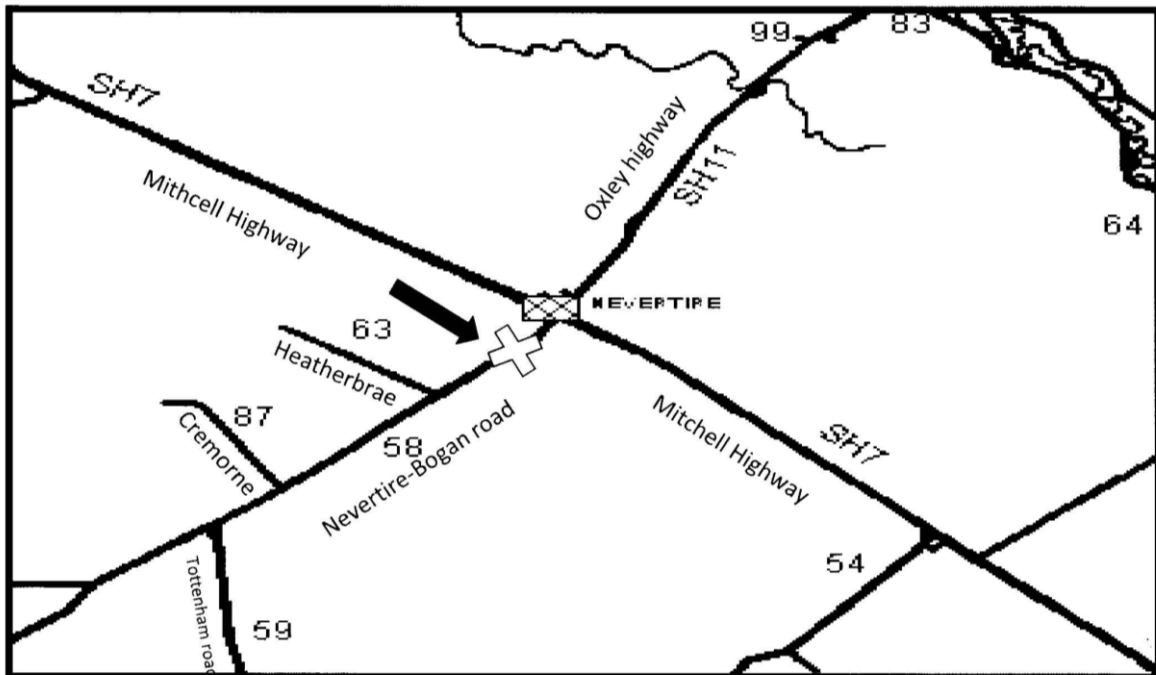 99
83
SH7
Oxley highway
SH11
Mithcell Highway
64
NEVERTIRE
63
Heatherbrae
Mitchell Highway
SH7
87
Cremorne
58
Nevertire-Bogan road
54
Tottenham road
59